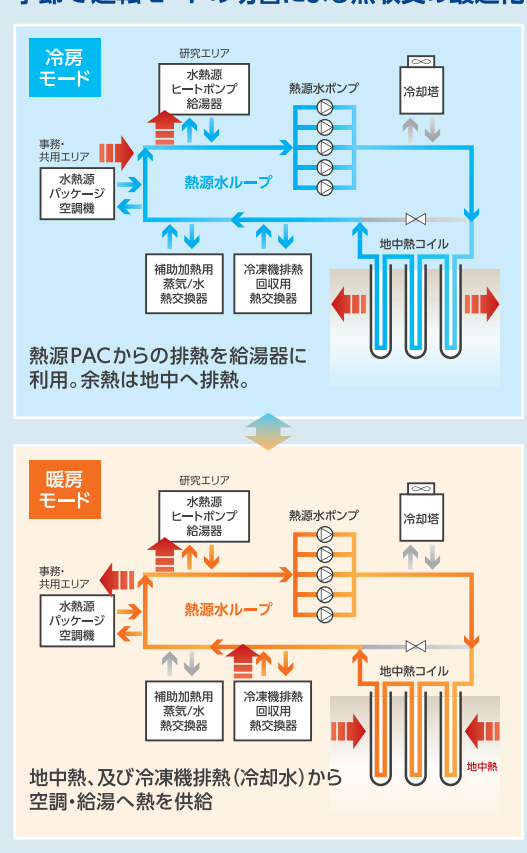 冷房
モード
研究エリア
水熱源
ヒートポンプ
給湯器
熱源水ポンプ
冷却塔
事務・
共用エリア
水熱源
パッケージ
空調機
熱源水ループ
地中熱コイル
補助加熱用
蒸気/水
熱交換器
冷凍機排熱
回収用
熱交換器
熱源PACからの排熱を給湯器に
利用。余熱は地中へ排熱。
暖房
モード
研究エリア
水熱源
ヒートポンプ
給湯器
熱源水ポンプ
冷却塔
事務・
共用エリア
水熱源
パッケージ
空調機
熱源水ループ
地中熱コイル
補助加熱用
蒸気/水
熱交換器
冷凍機排熱
回収用
熱交換器
地中熱
地中熱、及び冷凍機排熱(冷却水)から
空調・給湯へ熱を供給